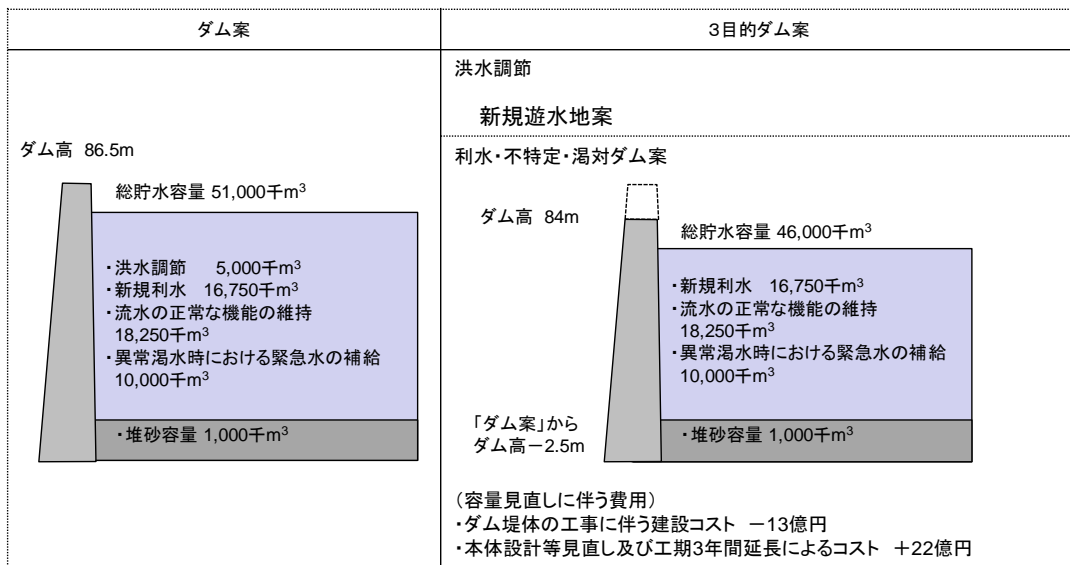 ダム案
3目的ダム案
ダム高 86.5m
総貯水容量 51,000千m³
・洪水調節 5,000千m³
・新規利水 16,750千m³
・流水の正常な機能の維持
18,250千m³
・異常渇水時における緊急水の補給
10,000千m³
・堆砂容量 1,000千m³
洪水調節
新規遊水地案
利水・不特定・渇対ダム案
ダム高 84m
総貯水容量 46,000千m³
・新規利水 16,750千m³
・流水の正常な機能の維持
18,250千m³
・異常渇水時における緊急水の補給
10,000千m³
「ダム案」から
ダム高－2.5m
・堆砂容量 1,000千m³
（容量見直しに伴う費用）
・ダム堤体の工事に伴う建設コスト －13億円
・本体設計等見直し及び工期3年間延長によるコスト ＋22億円